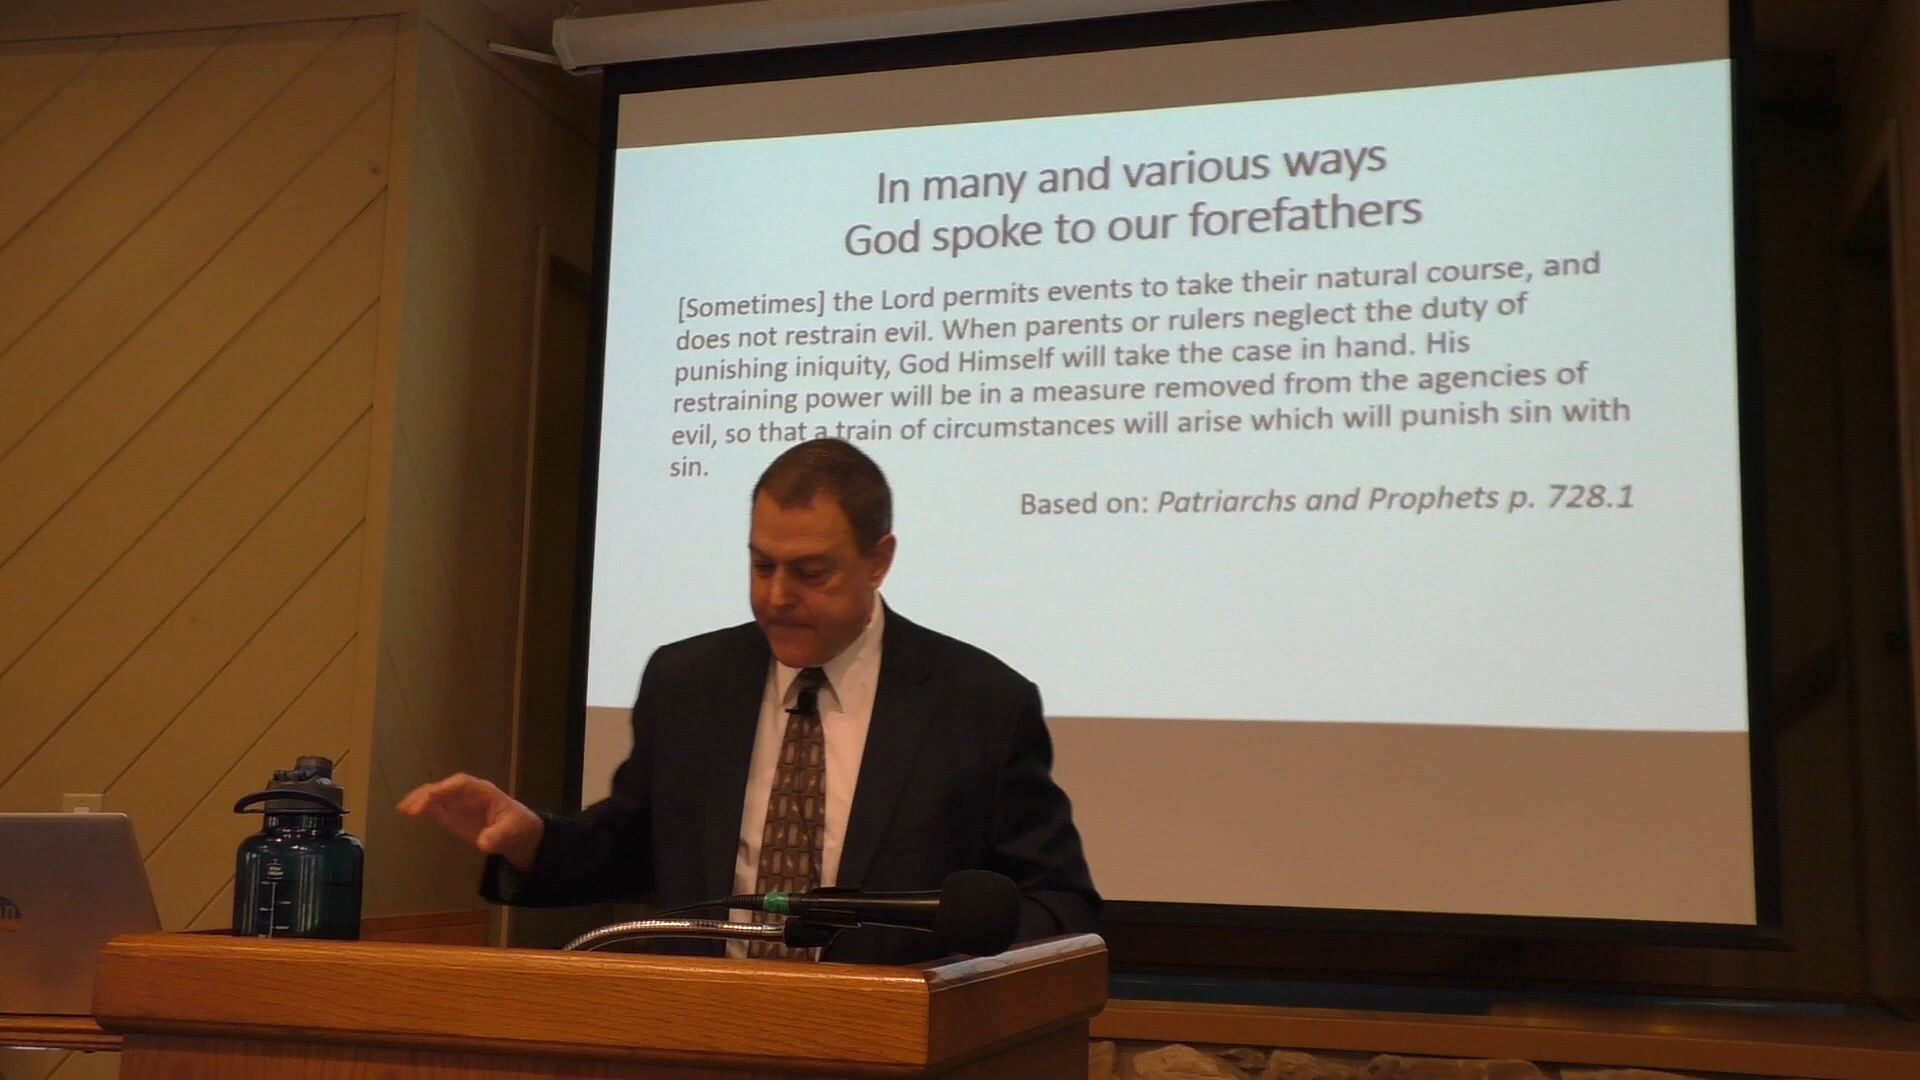 In many and various ways
God spoke to our forefathers
[Sometimes] the Lord permits events to take their natural course, and
does not restrain evil. When parents or rulers neglect the duty of
punishing iniquity, God Himself will take the case in hand. His
restraining power will be in a measure removed from the agencies of
evil, so that a train of circumstances will arise which will punish sin with
sin.
Based on: Patriarchs and Prophets p. 728.1